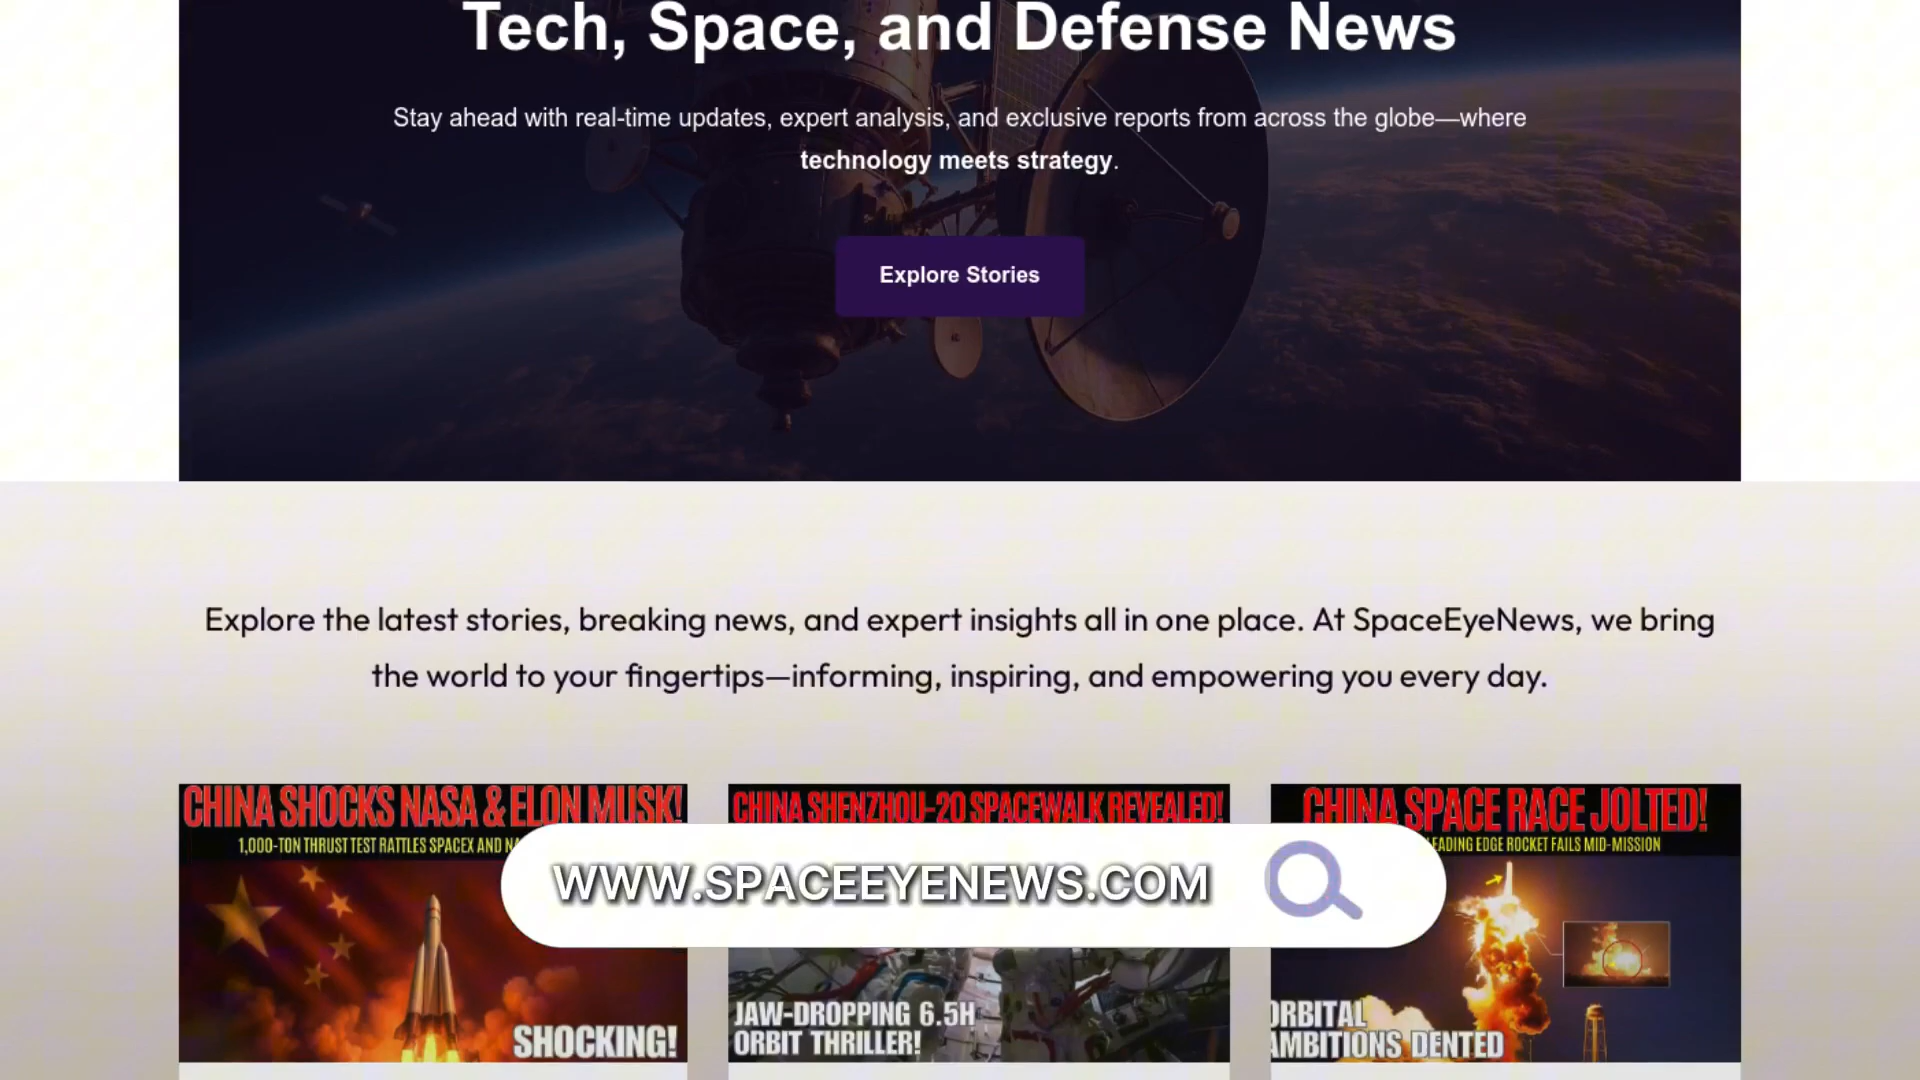 Tech, Space, and Defense News
Stay ahead with real-time updates, expert analysis, and exclusive reports from across the globe—where
technology meets strategy.
Explore Stories
Explore the latest stories, breaking news, and expert insights all in one place. At SpaceEyeNews, we bring
the world to your fingertips—informing, inspiring, and empowering you every day.
CHINA SHOCKS NASA & ELON MUSK!
1,000-TON THRUST TEST RATTLES SPACEX AND
SHOCKING!
CHINA SHENZHOU-20 SPACEWALK REVEALED!
JAW-DROPPING 6.5H
ORBIT THRILLER!
CHINA SPACE RACE JOLTED!
EADING EDGE ROCKET FAILS MID-MISSION
ORBITAL
AMBITIONS DENTED
WWW.SPACEEYENEWS.COM